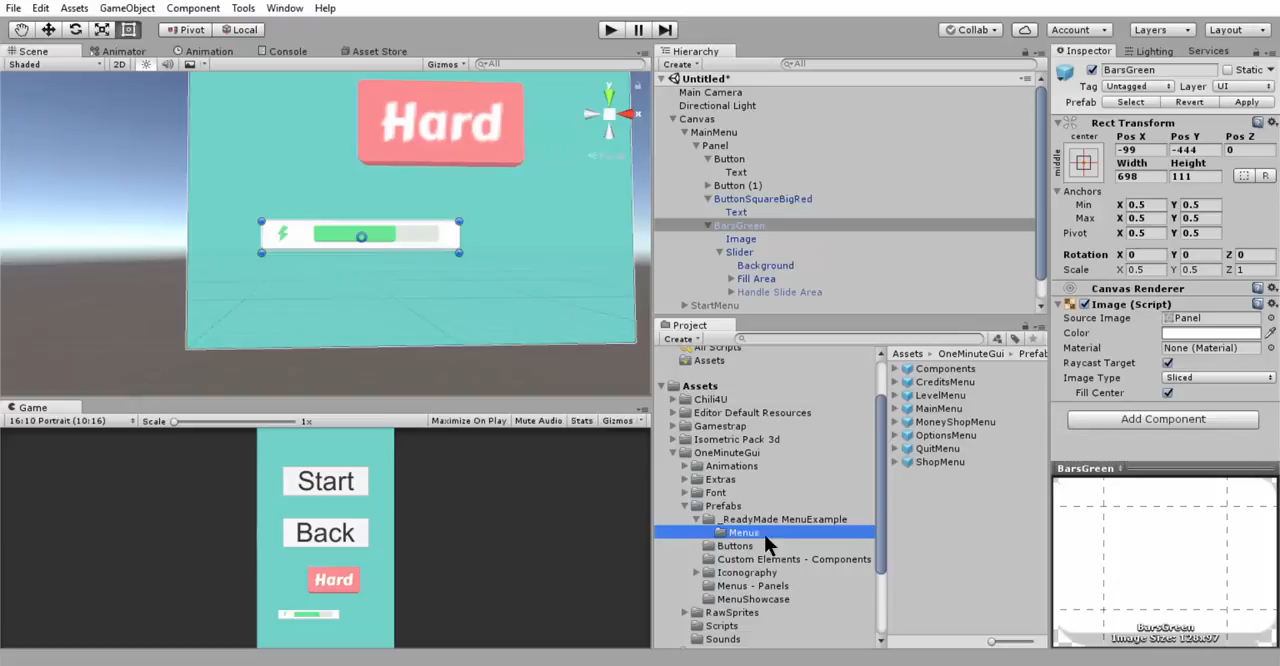 File Edit Assets GameObject Component Tools Window Help
Pivot Local Collab Account Layers Layout
Scene Animator Animation Console Asset Store
Shaded 2D Gizmos All
Hard
Game
16:10 Portrait (10:16) Scale 1x Maximize On Play Mute Audio Stats Gizmos
Start
Back
Hard
Hierarchy
Create All
Untitled*
Main Camera
Directional Light
Canvas
MainMenu
Panel
Button
Text
Button (1)
ButtonSquareBigRed
Text
BarsGreen
Image
Slider
Background
Fill Area
Handle Slide Area
StartMenu
Project
Create
All Scripts
Assets
Assets
Chili4U
Editor Default Resources
Gamestrap
Isometric Pack 3d
OneMinuteGui
Animations
Extras
Font
Prefabs
_ReadyMade MenuExample
Menus
Buttons
Custom Elements - Components
Iconography
Menus - Panels
MenuShowcase
RawSprites
Scripts
Sounds
Assets OneMinuteGui Prefab
Components
CreditsMenu
LevelMenu
MainMenu
MoneyShopMenu
OptionsMenu
QuitMenu
ShopMenu
Inspector Lighting Services
BarsGreen Static
Tag Untagged Layer UI
Prefab Select Revert Apply
Rect Transform
center Pos X Pos Y Pos Z
middle -99 -444 0
Width Height
698 111 R
Anchors
Min X 0.5 Y 0.5
Max X 0.5 Y 0.5
Pivot X 0.5 Y 0.5
Rotation X 0 Y 0 Z 0
Scale X 0.5 Y 0.5 Z 1
Canvas Renderer
Image (Script)
Source Image Panel
Color
Material None (Material)
Raycast Target
Image Type Sliced
Fill Center
Add Component
BarsGreen
BarsGreen
Image Size: 128x97